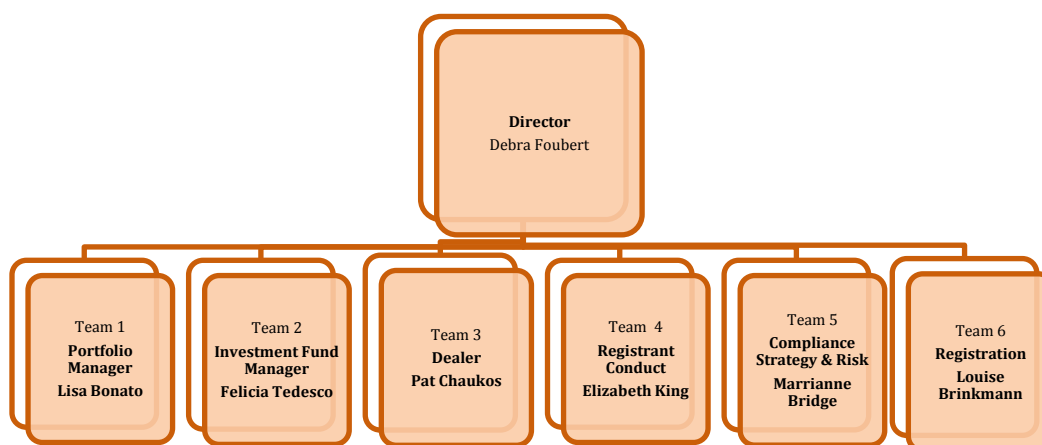 Director
Debra Foubert
Team 1
Portfolio
Manager
Lisa Bonato
Team 2
Investment Fund
Manager
Felicia Tedesco
Team 3
Dealer
Pat Chaukos
Team  4
Registrant
Conduct
Elizabeth King
Team 5
Compliance
Strategy & Risk
Marrianne
Bridge
Team 6
Registration
Louise
Brinkmann